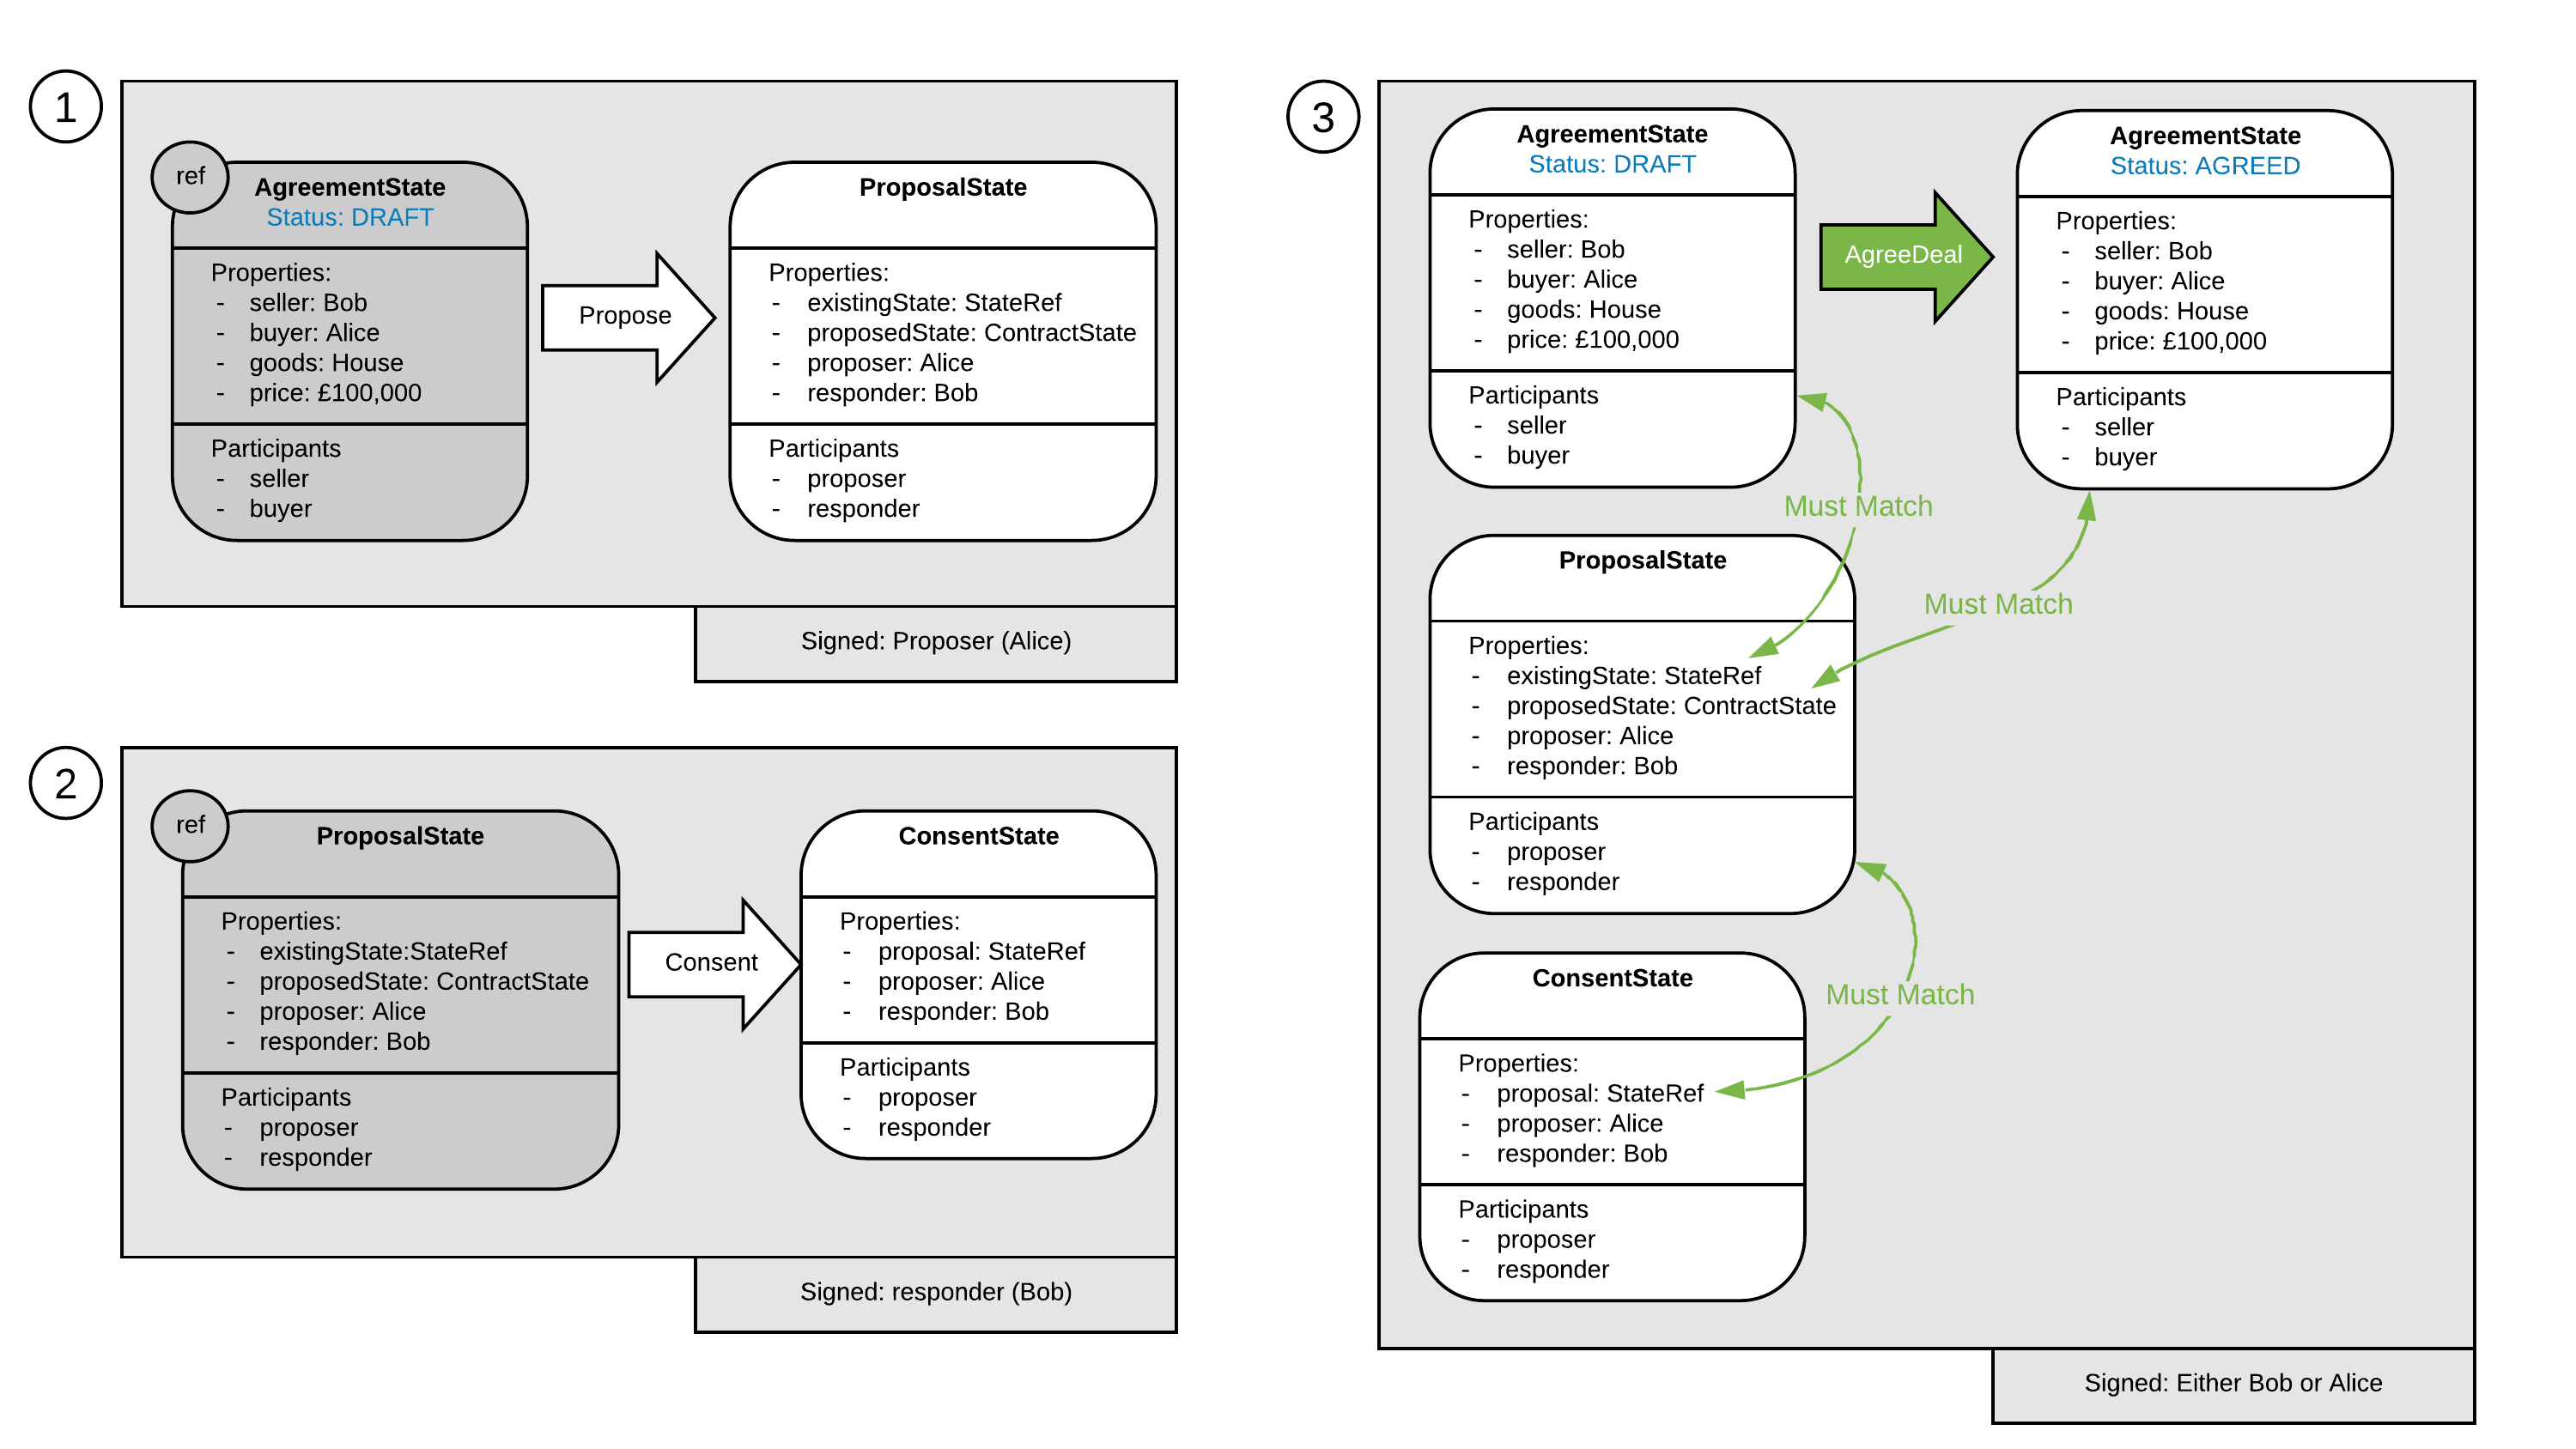 1
ref
AgreementState
Status: DRAFT
Properties:
- seller: Bob
- buyer: Alice
- goods: House
- price: £100,000
Participants
- seller
- buyer
Propose
ProposalState
Properties:
- existingState: StateRef
- proposedState: ContractState
- proposer: Alice
- responder: Bob
Participants
- proposer
- responder
Signed: Proposer (Alice)
2
ref
ProposalState
Properties:
- existingState:StateRef
- proposedState: ContractState
- proposer: Alice
- responder: Bob
Participants
- proposer
- responder
Consent
ConsentState
Properties:
- proposal: StateRef
- proposer: Alice
- responder: Bob
Participants
- proposer
- responder
Signed: responder (Bob)
3
AgreementState
Status: DRAFT
Properties:
- seller: Bob
- buyer: Alice
- goods: House
- price: £100,000
Participants
- seller
- buyer
AgreeDeal
AgreementState
Status: AGREED
Properties:
- seller: Bob
- buyer: Alice
- goods: House
- price: £100,000
Participants
- seller
- buyer
Must Match
Must Match
ProposalState
Properties:
- existingState: StateRef
- proposedState: ContractState
- proposer: Alice
- responder: Bob
Participants
- proposer
- responder
Must Match
ConsentState
Properties:
- proposal: StateRef
- proposer: Alice
- responder: Bob
Participants
- proposer
- responder
Signed: Either Bob or Alice